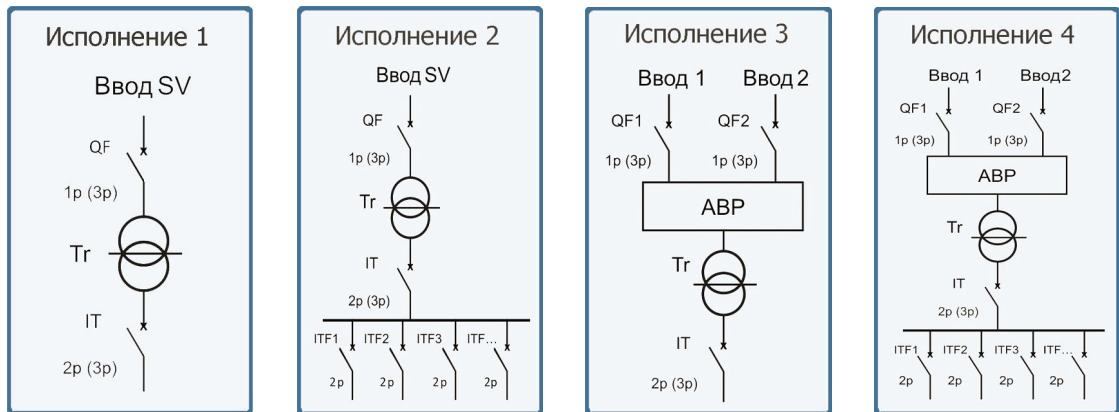 Исполнение 1
Ввод SV
QF
1p (3p)
Tr
IT
2p (3p)
Исполнение 2
Ввод SV
QF
1p (3p)
Tr
IT
2p (3p)
ITF1 ITF2 ITF3 ITF...
2p 2p 2p 2p
Исполнение 3
Ввод 1 Ввод 2
QF1 QF2
1p (3p) 1p (3p)
АВР
Tr
IT
2p (3p)
Исполнение 4
Ввод 1 Ввод2
QF1 QF2
1p (3p) 1p (3p)
АВР
Tr
IT
2p (3p)
ITF1 ITF2 ITF3 ITF...
2p 2p 2p 2p